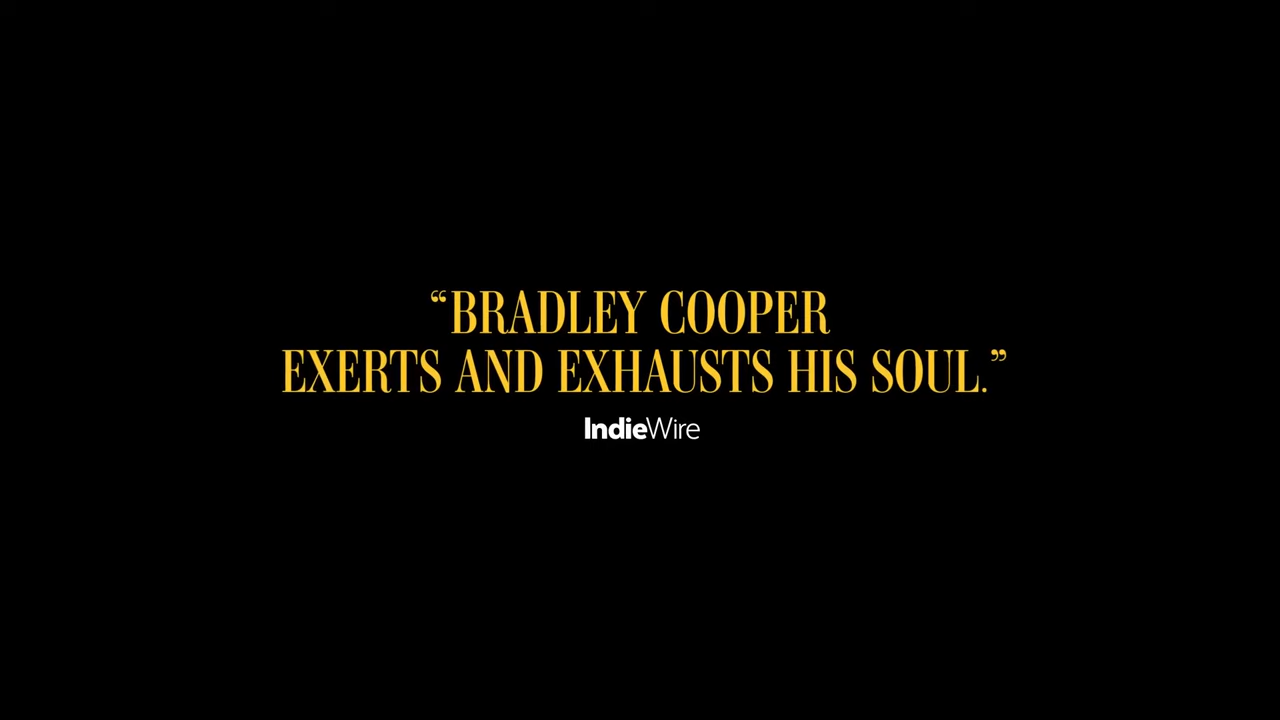 “BRADLEY COOPER
EXERTS AND EXHAUSTS HIS SOUL.”
IndieWire